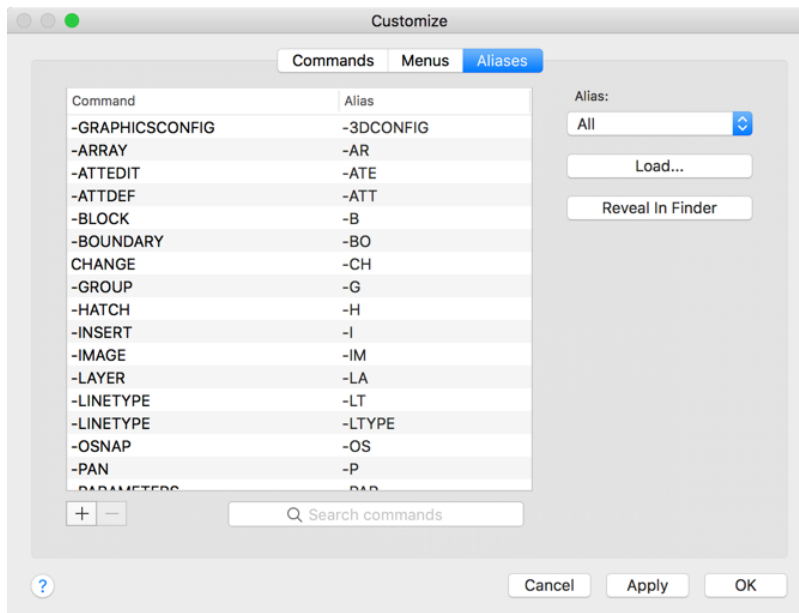 Customize
Commands Menus Aliases
Command Alias
-GRAPHICSCONFIG -3DCONFIG
-ARRAY -AR
-ATTEDIT -ATE
-ATTDEF -ATT
-BLOCK -B
-BOUNDARY -BO
CHANGE -CH
-GROUP -G
-HATCH -H
-INSERT -I
-IMAGE -IM
-LAYER -LA
-LINETYPE -LT
-LINETYPE -LTYPE
-OSNAP -OS
-PAN -P
-PARAMETERS -PAR
Search commands
Alias:
All
Load...
Reveal In Finder
?
Cancel Apply OK